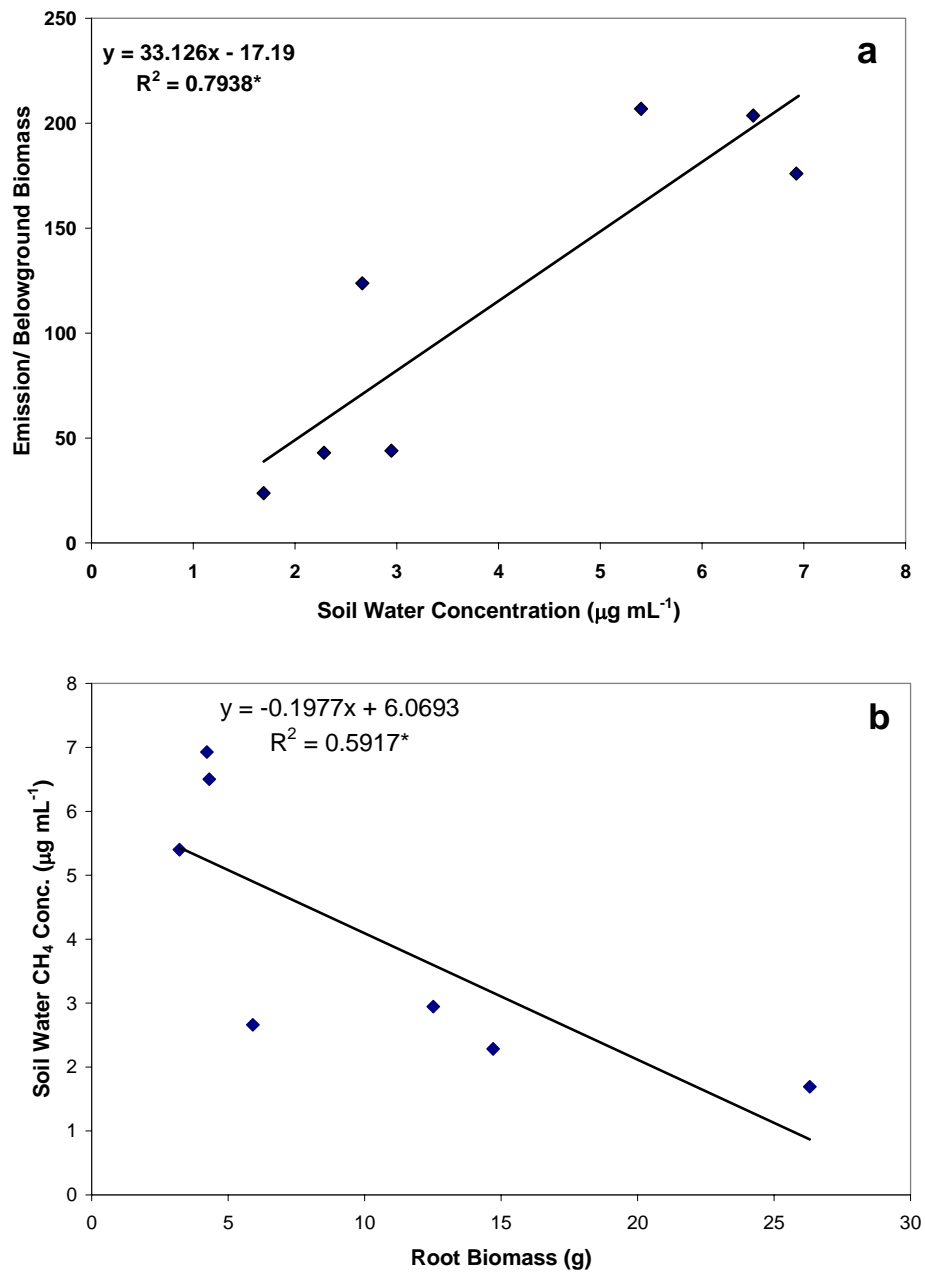 250
y = 33.126x - 17.19
R² = 0.7938*
a
200
150
100
50
0
Emission/ Belowground Biomass
0 1 2 3 4 5 6 7 8
Soil Water Concentration (µg mL⁻¹)
8
y = -0.1977x + 6.0693
R² = 0.5917*
b
7
6
5
4
3
2
1
0
Soil Water CH₄ Conc. (µg mL⁻¹)
0 5 10 15 20 25 30
Root Biomass (g)